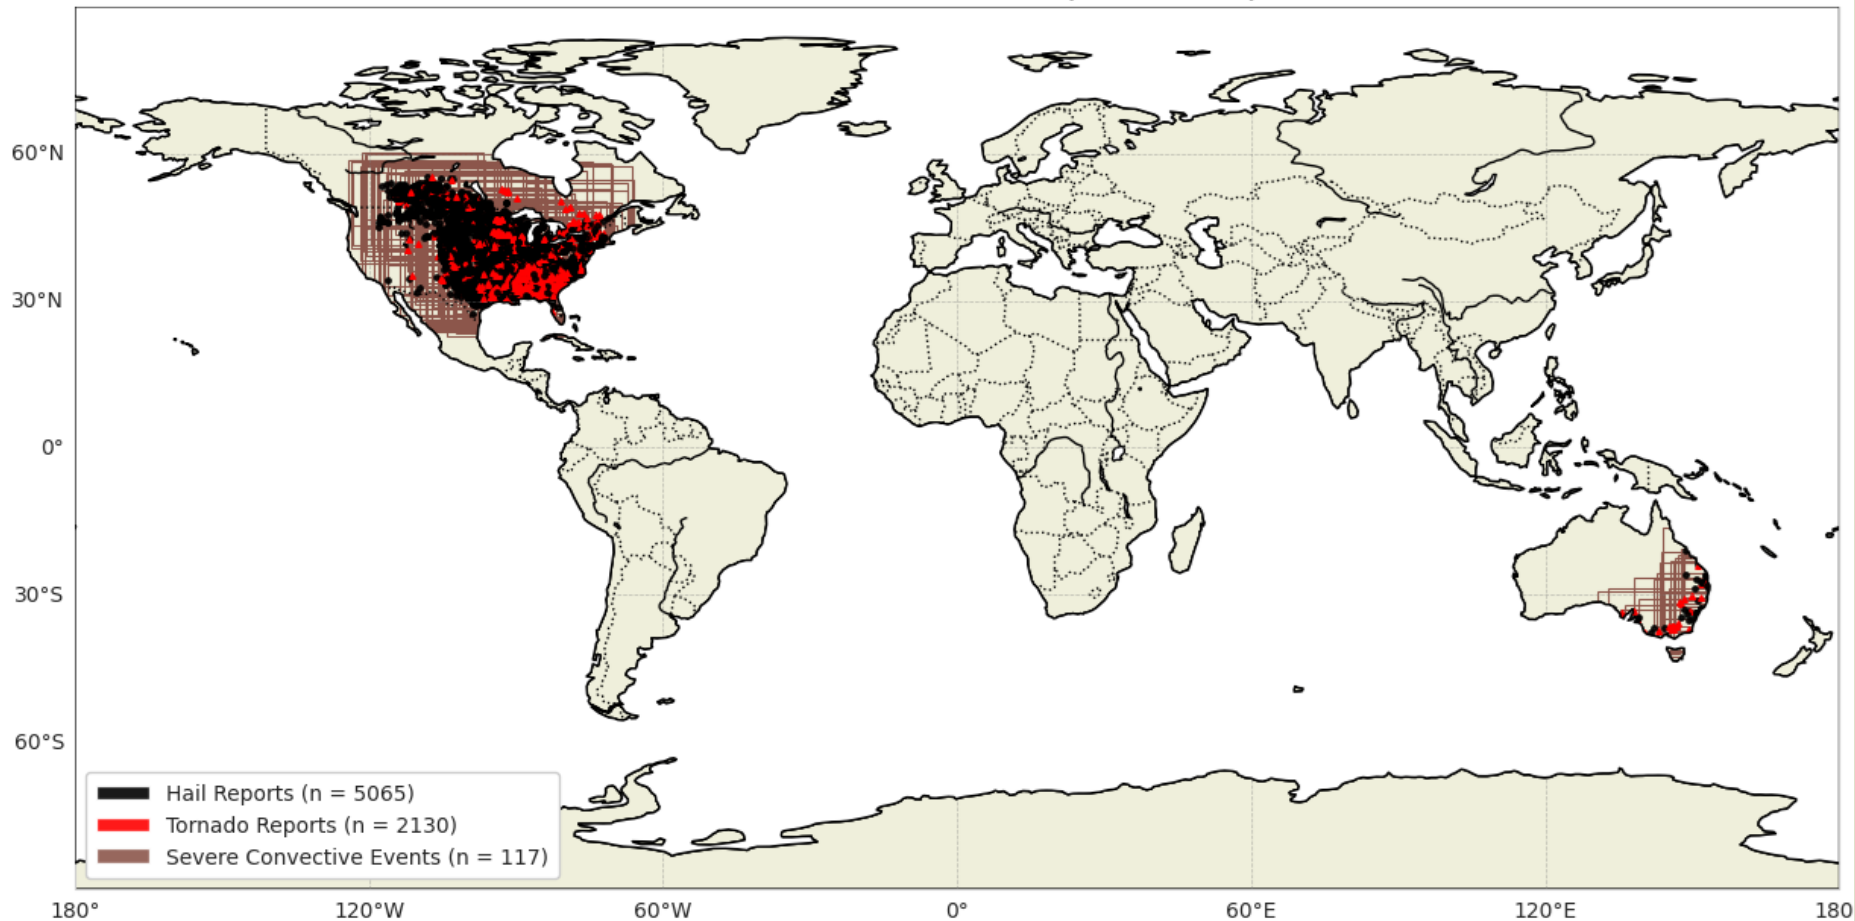 60°N
30°N
0°
30°S
60°S
Hail Reports (n = 5065)
Tornado Reports (n = 2130)
Severe Convective Events (n = 117)
180°
120°W
60°W
0°
60°E
120°E
180